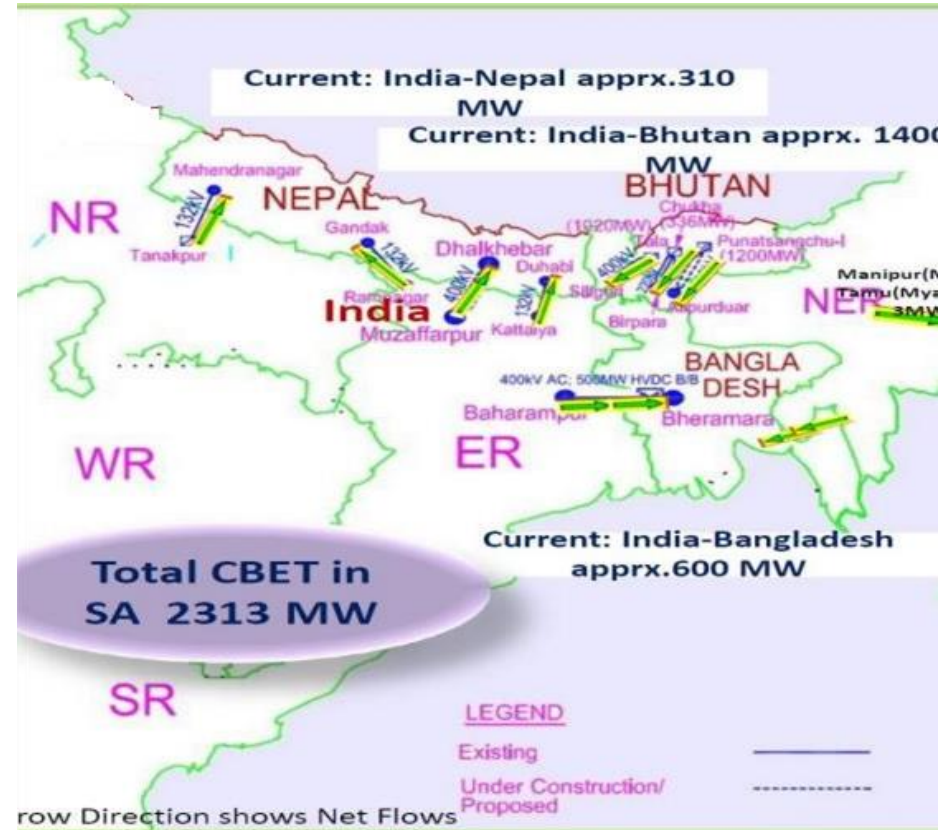 Current: India-Nepal apprx.310
MW
Current: India-Bhutan apprx. 1400
MW
Mahendranagar
NR
132kV
Tanakpur
NEPAL
Gandak
132kV
Dhalkhebar
400kV
Duhabi
132kV
India
Muzaffarpur
Kattaiya
BHUTAN
Chukha
(1020MW)
(336MW)
Tala
Punatsangchu-I
(1200MW)
400kV
Siliguri
Birpara
Alipurduar
Manipur(M
Tamu(Mya
3MW
NER
BANGLA
DESH
400kV AC; 500MW HVDC B/B
Baharampur
Bheramara
WR
ER
Current: India-Bangladesh
apprx.600 MW
Total CBET in
SA 2313 MW
SR
LEGEND
Existing
Under Construction/
Proposed
row Direction shows Net Flows